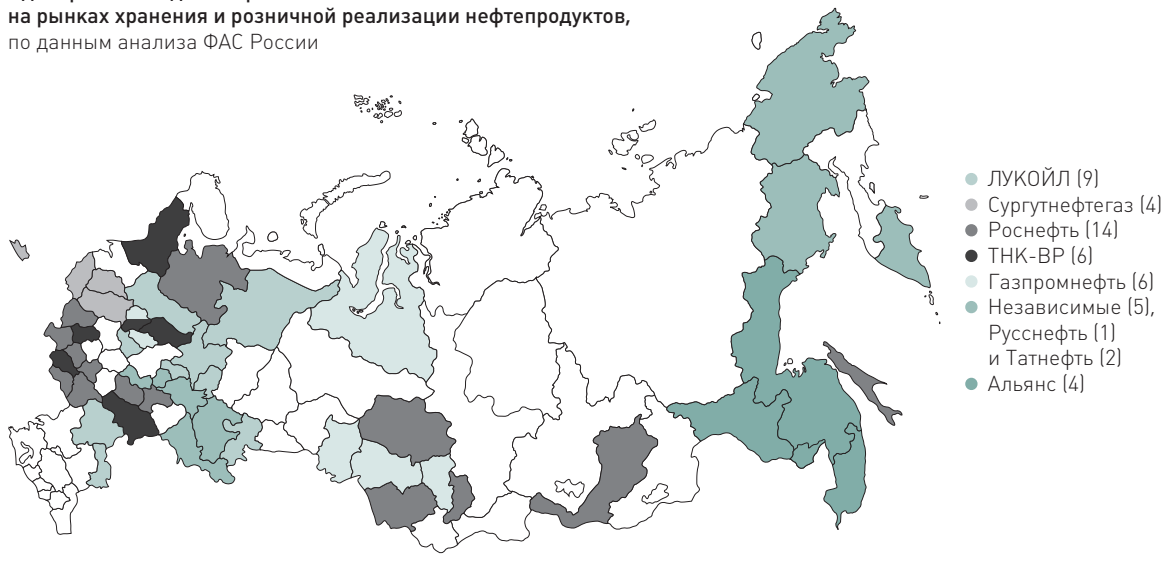 на рынках хранения и розничной реализации нефтепродуктов,
по данным анализа ФАС России
ЛУКОЙЛ (9)
Сургутнефтегаз (4)
Роснефть (14)
ТНК-ВР (6)
Газпромнефть (6)
Независимые (5),
Русснефть (1)
и Татнефть (2)
Альянс (4)